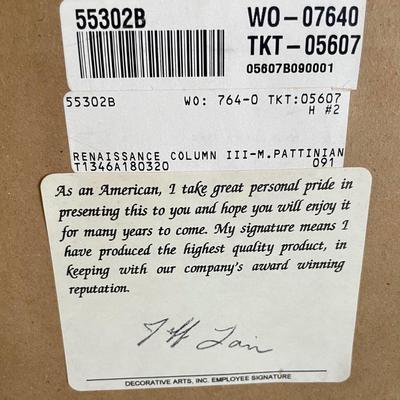 55302B WO-07640
TKT-05607
05607B090001
55302B WO: 764-0 TKT:05607
H #2
RENAISSANCE COLUMN III-M.PATTINIAN
T1346A180320 091
As an American, I take great personal pride in
presenting this to you and hope you will enjoy it
for many years to come. My signature means I
have produced the highest quality product, in
keeping with our company's award winning
reputation.
Jeff Lain
DECORATIVE ARTS, INC. EMPLOYEE SIGNATURE